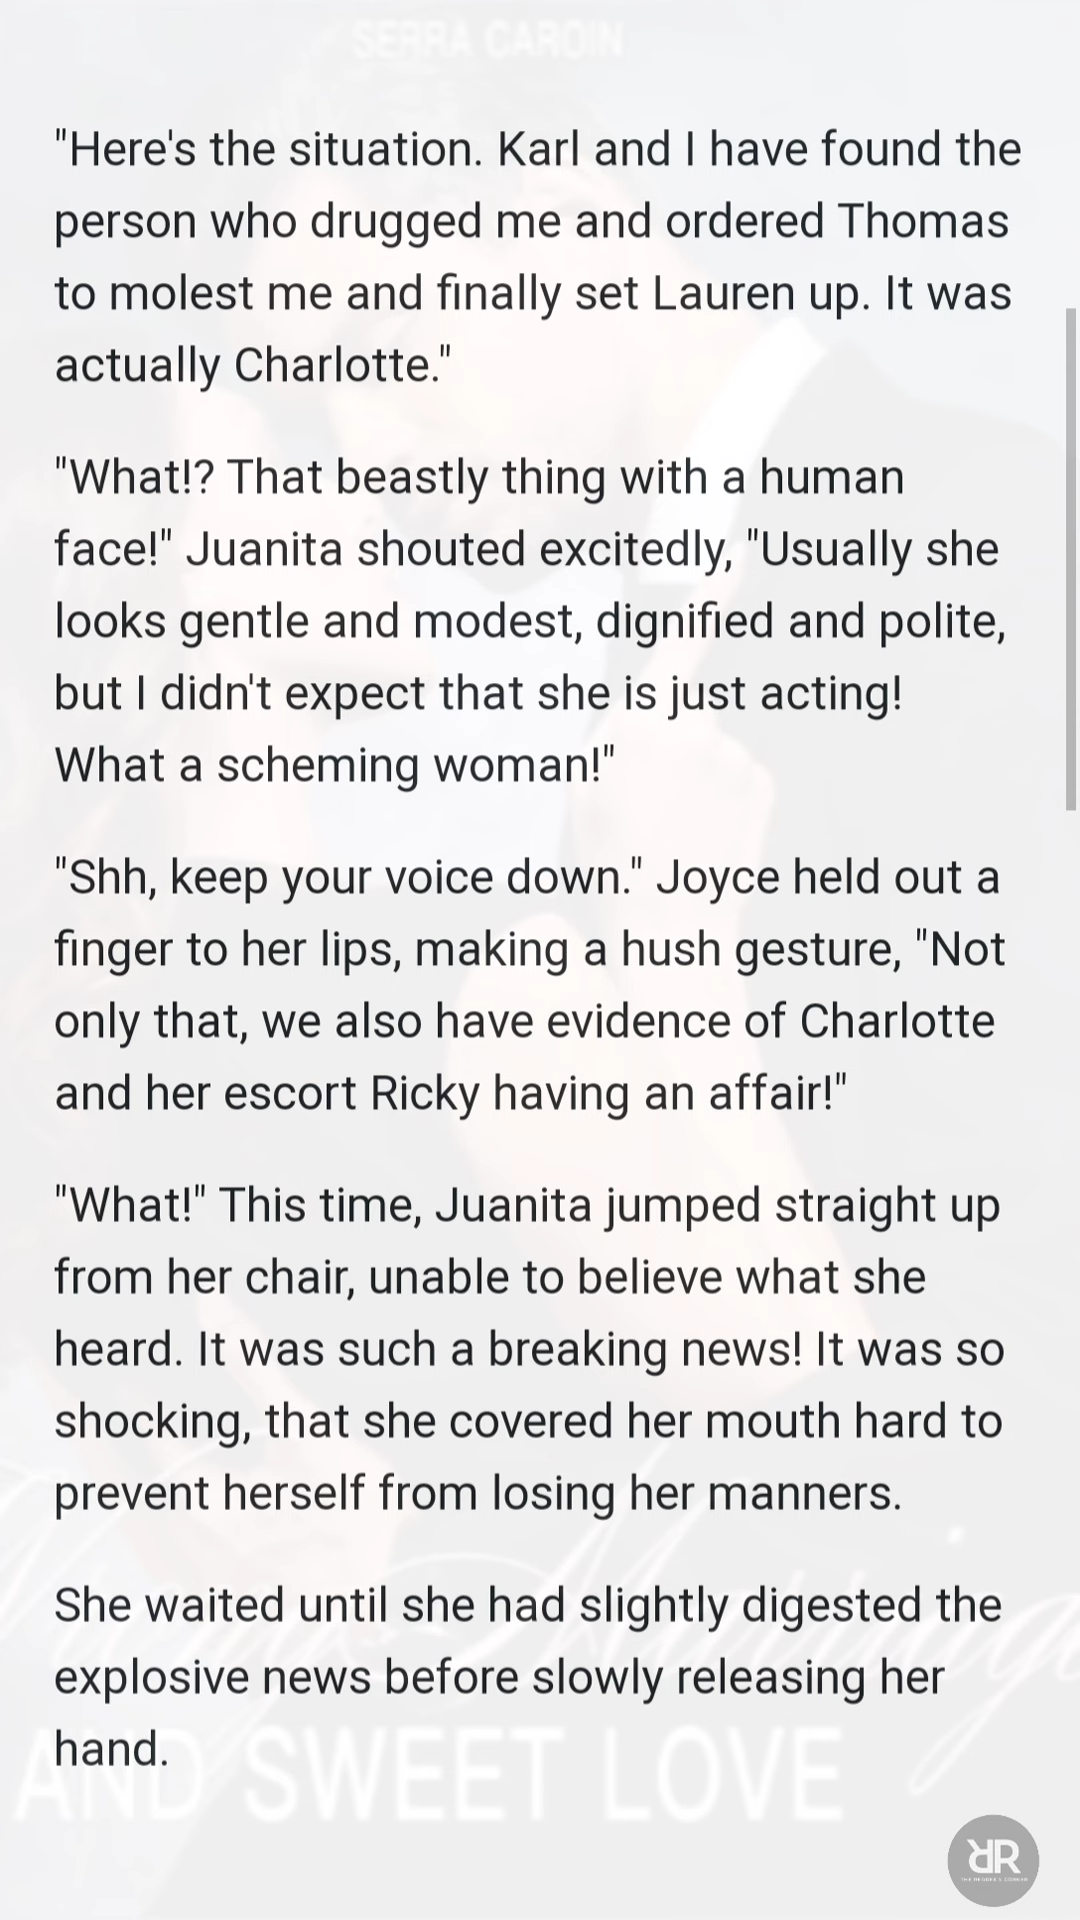 SERRA CARDIN
"Here's the situation. Karl and I have found the
person who drugged me and ordered Thomas
to molest me and finally set Lauren up. It was
actually Charlotte."
"What!? That beastly thing with a human
face!" Juanita shouted excitedly, "Usually she
looks gentle and modest, dignified and polite,
but I didn't expect that she is just acting!
What a scheming woman!"
"Shh, keep your voice down." Joyce held out a
finger to her lips, making a hush gesture, "Not
only that, we also have evidence of Charlotte
and her escort Ricky having an affair!"
"What!" This time, Juanita jumped straight up
from her chair, unable to believe what she
heard. It was such a breaking news! It was so
shocking, that she covered her mouth hard to
prevent herself from losing her manners.
She waited until she had slightly digested the
explosive news before slowly releasing her
hand.
AND SWEET LOVE
RR